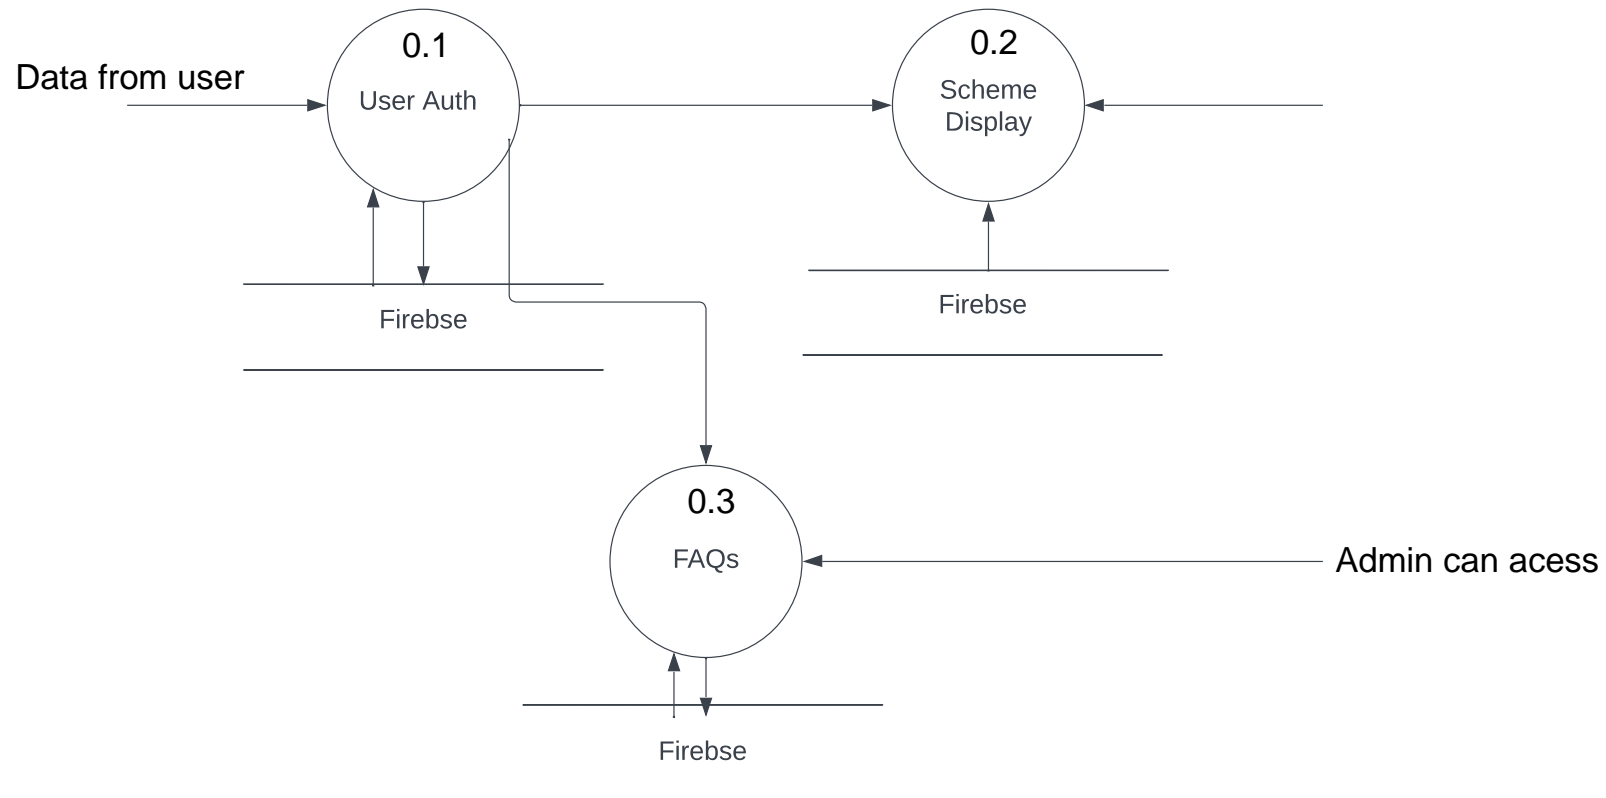 Data from user
0.1
User Auth
0.2
Scheme
Display
Firebse
Firebse
0.3
FAQs
Admin can acess
Firebse